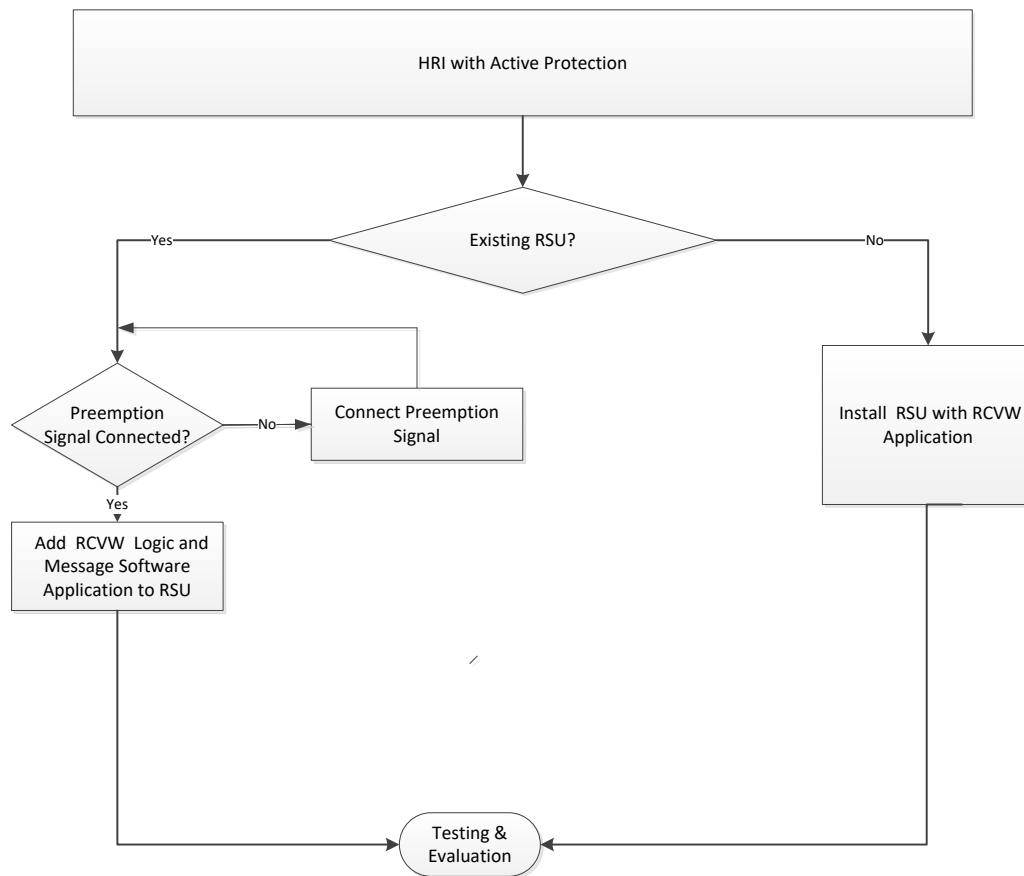 HRI with Active Protection
Existing RSU?
Yes
No
Preemption
Signal Connected?
No
Connect Preemption
Signal
Install RSU with RCVW
Application
Yes
Add RCVW Logic and
Message Software
Application to RSU
Testing &
Evaluation